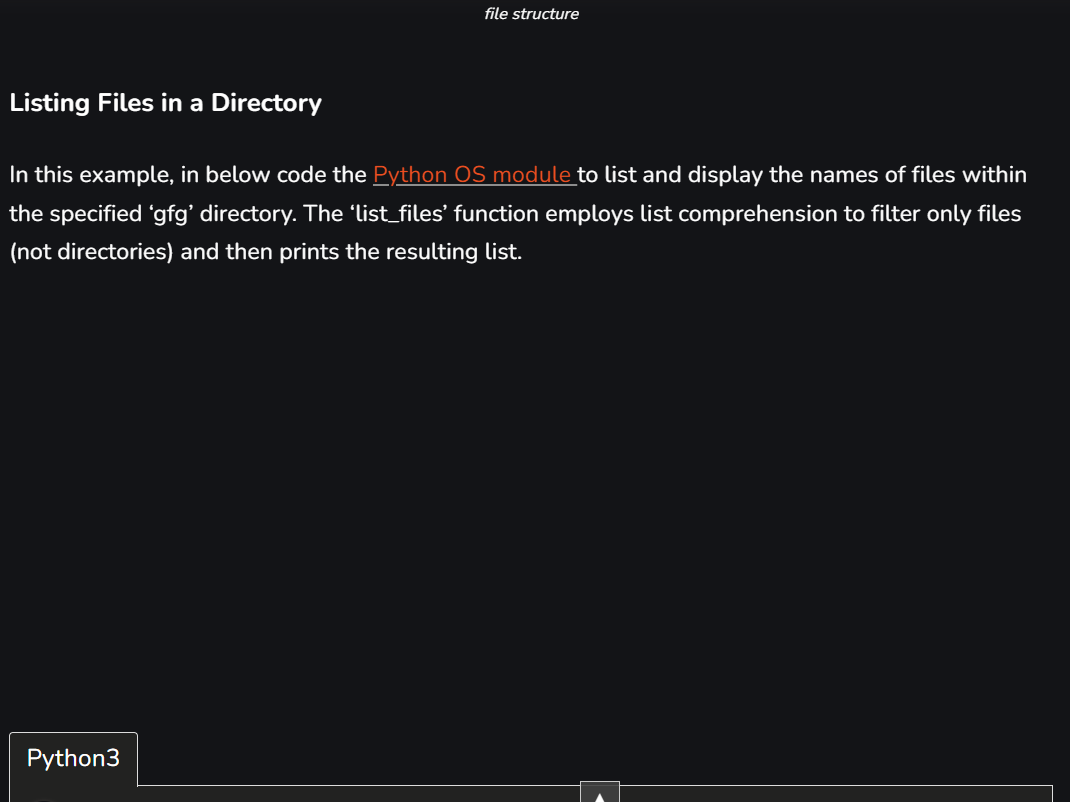 file structure
Listing Files in a Directory
In this example, in below code the Python OS module to list and display the names of files within
the specified ‘gfg’ directory. The ‘list_files’ function employs list comprehension to filter only files
(not directories) and then prints the resulting list.
Python3